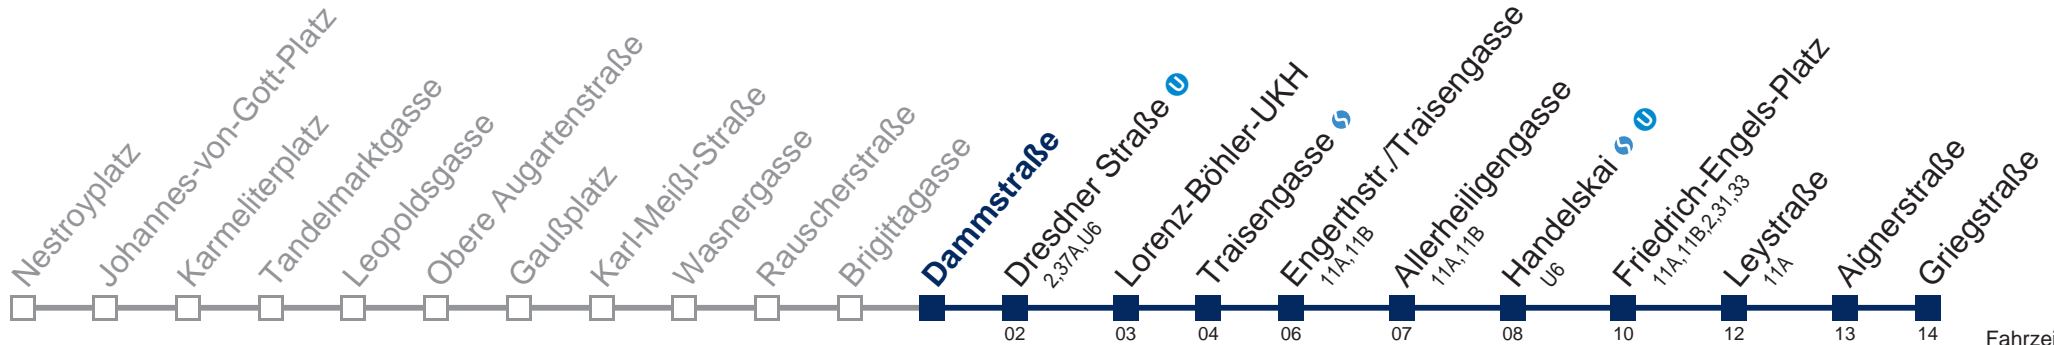 Nestroyplatz
Johannes-von-Gott-Platz
Karmeliterplatz
Tandelmarktgasse
Leopoldsgasse
Obere Augartenstraße
Gaußplatz
Karl-Meißl-Straße
Wasnergasse
Rauscherstraße
Brigittagasse
Dammstraße
Dresdner Straße U
2,37A,U6
02
Lorenz-Böhler-UKH
03
Traisengasse S
04
Engerthstr./Traisengasse
11A,11B
06
Allerheiligengasse
11A,11B
07
Handelskai S U
U6
08
Friedrich-Engels-Platz
11A,11B,2,31,33
10
Leystraße
11A
12
Aignerstraße
13
Griegstraße
14
Fahrzei